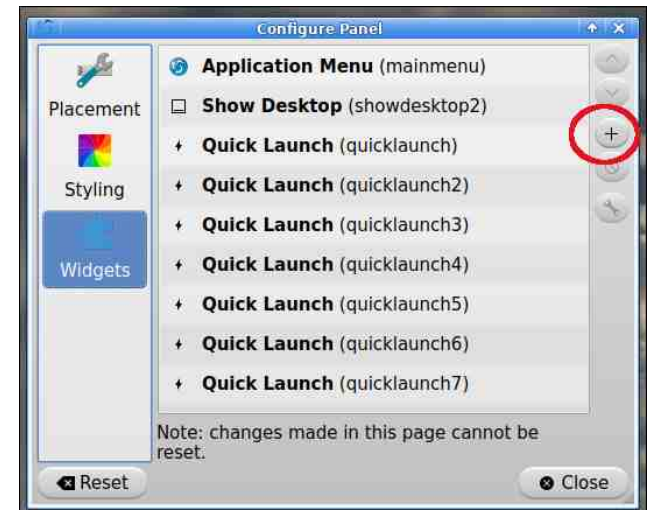 Configure Panel
Placement
Styling
Widgets
Application Menu (mainmenu)
Show Desktop (showdesktop2)
Quick Launch (quicklaunch)
Quick Launch (quicklaunch2)
Quick Launch (quicklaunch3)
Quick Launch (quicklaunch4)
Quick Launch (quicklaunch5)
Quick Launch (quicklaunch6)
Quick Launch (quicklaunch7)
Note: changes made in this page cannot be
reset.
Reset
Close